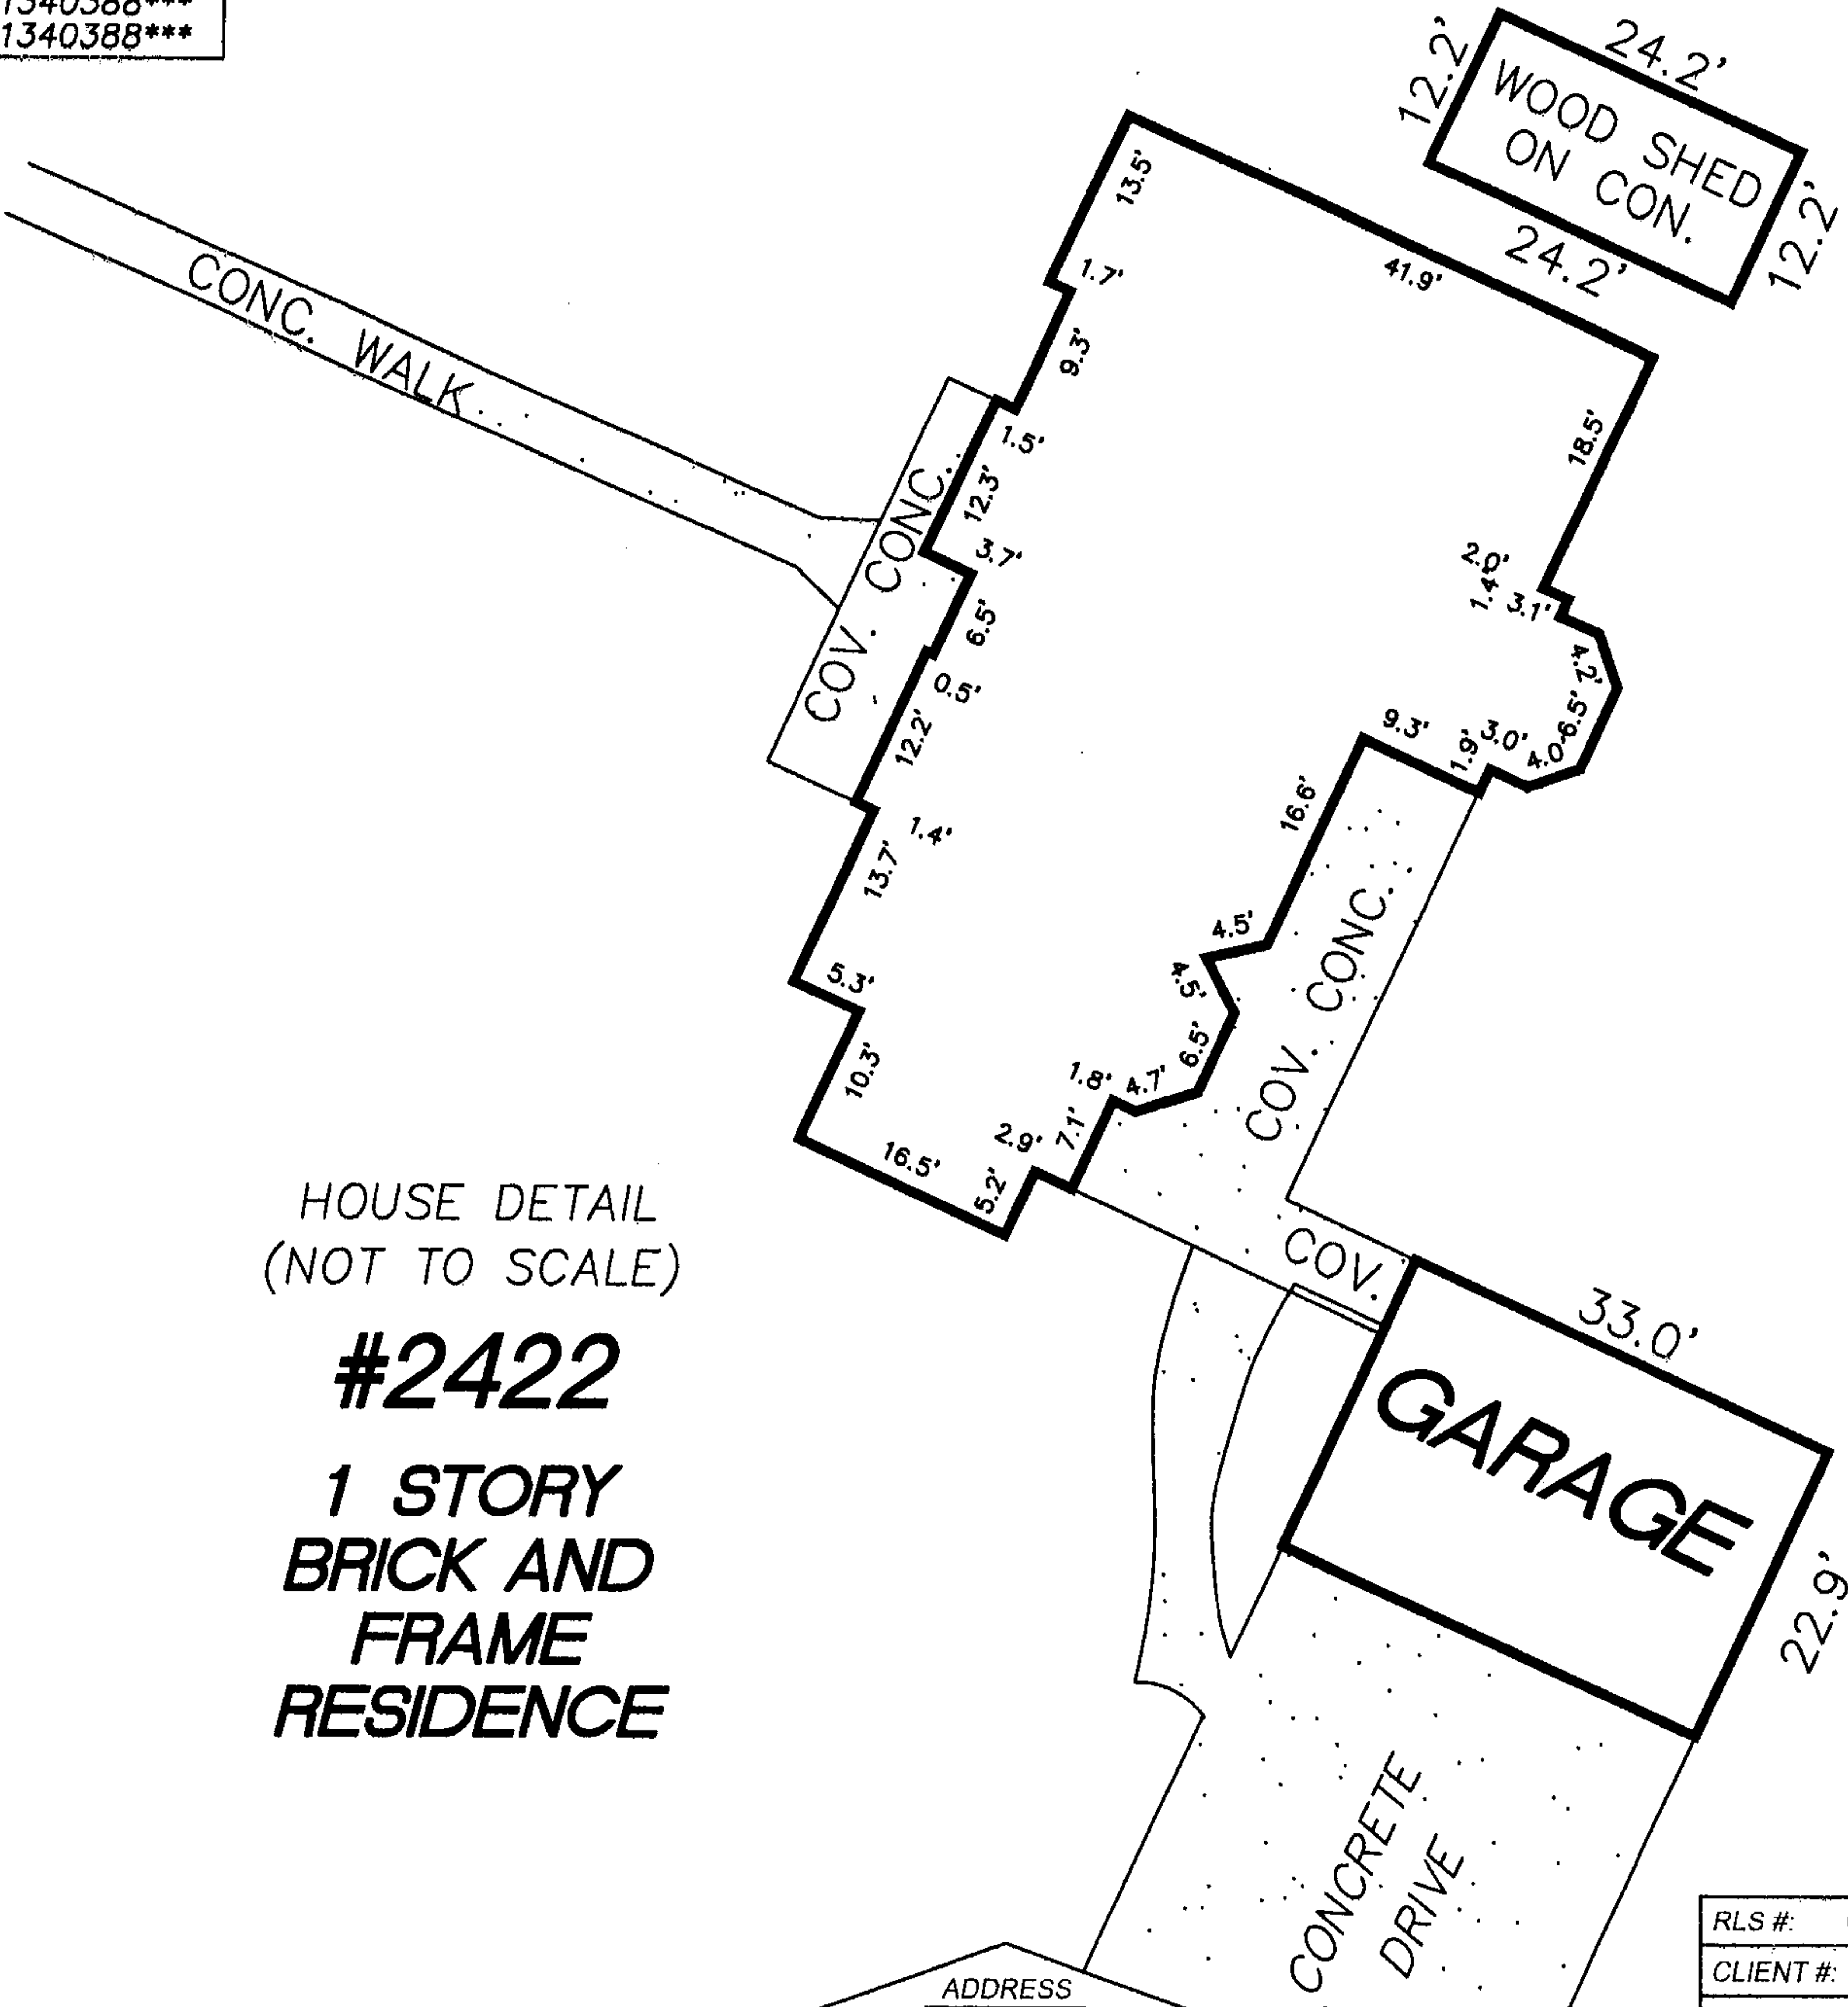 1340388***
1340388***
12.2'
24.2'
WOOD SHED
ON CON.
12.2'
24.2'
13.5'
1.7'
41.9'
9.3'
CONC. WALK
1.5'
12.3'
3.7'
COV. CONC.
18.5'
2.0'
1.4'
3.1'
4.2'
6.5'
0.5'
6.5'
12.2'
9.3'
1.9'
3.0'
4.0'
16.6'
1.4'
13.7'
4.5'
4.5'
5.3'
COV. CONC.
6.5'
10.3'
1.8'
4.7'
7.1'
2.9'
16.5'
5.2'
HOUSE DETAIL
(NOT TO SCALE)
#2422
1 STORY
BRICK AND
FRAME
RESIDENCE
COV.
33.0'
GARAGE
22.9'
CONCRETE
DRIVE
ADDRESS
RLS #:
CLIENT #: